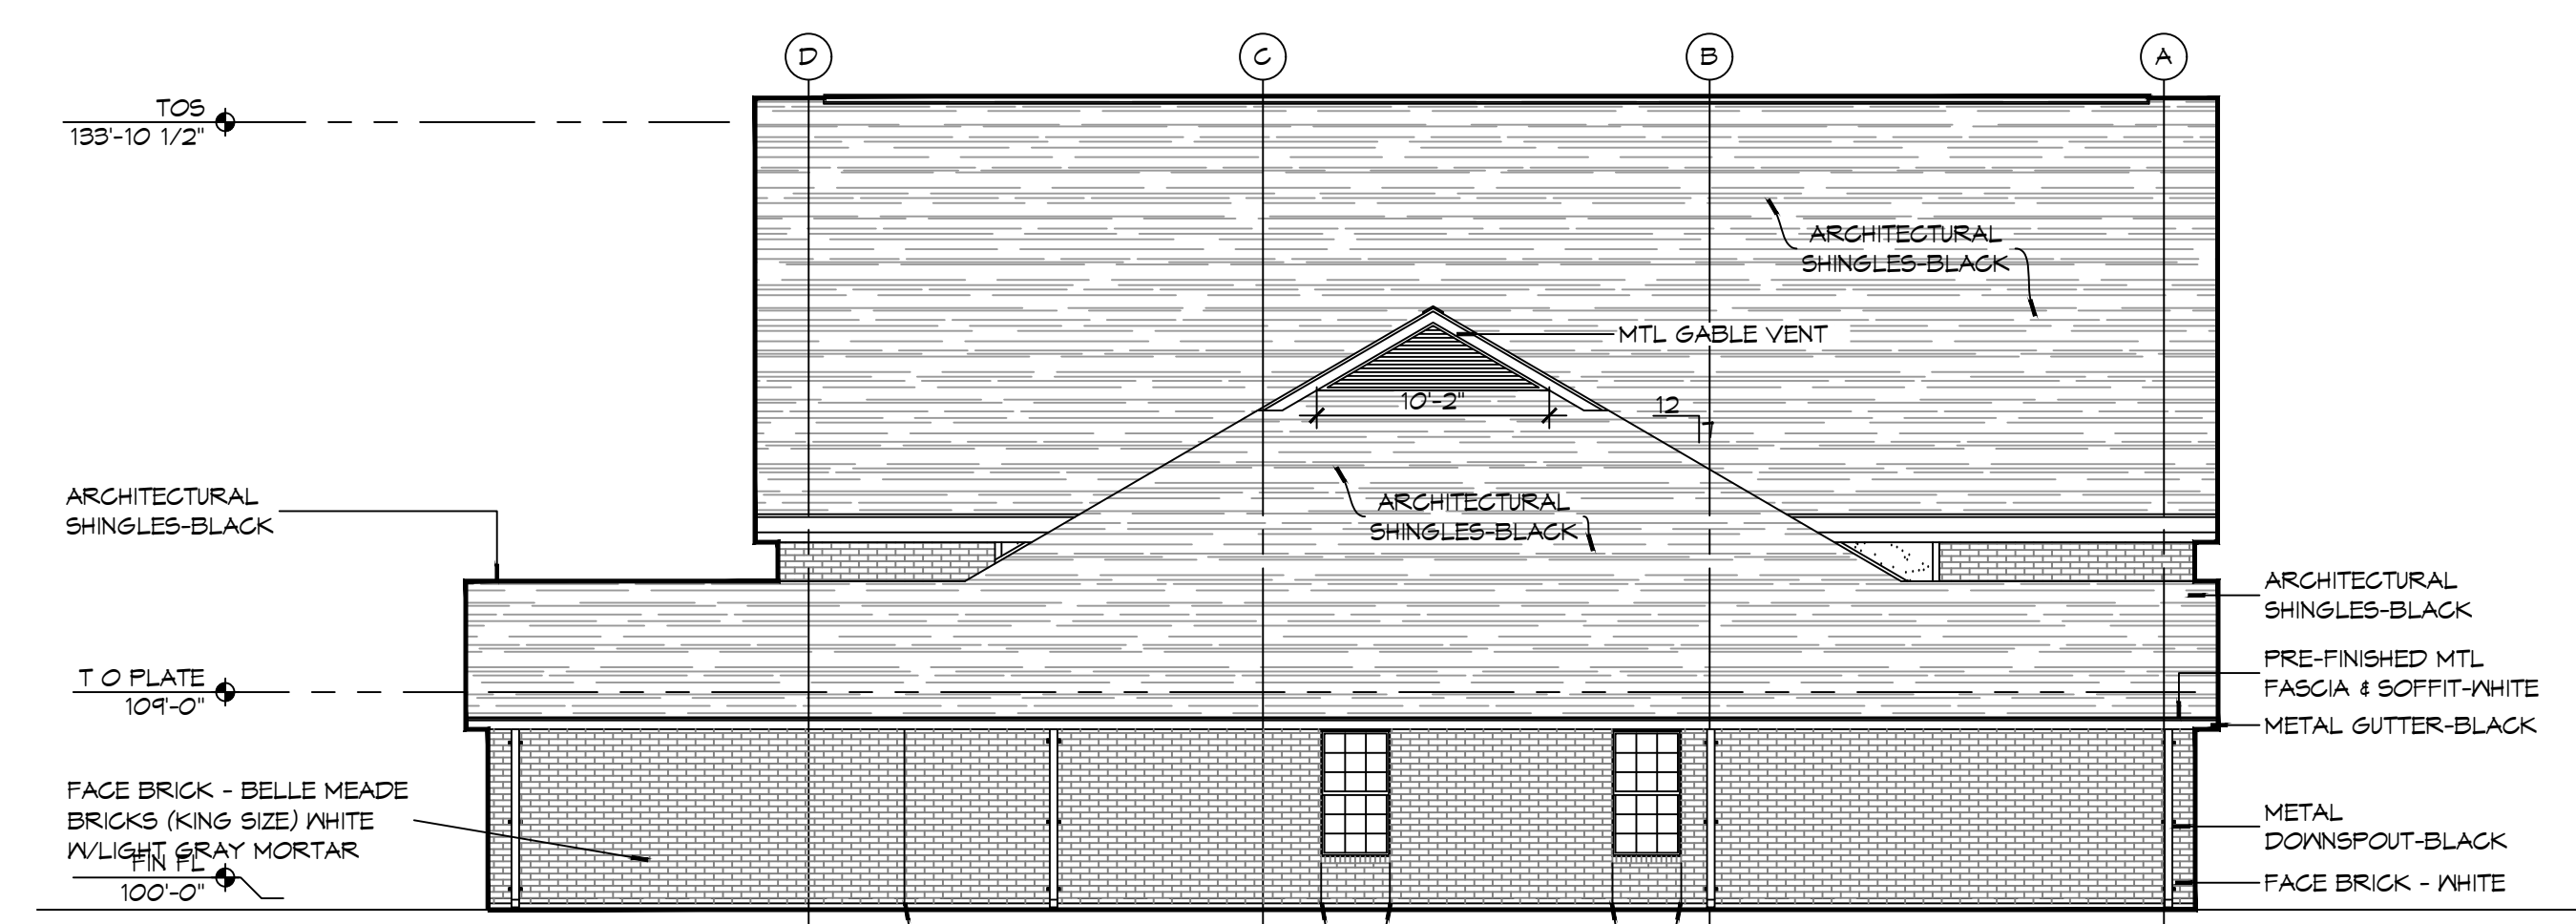 D
C
B
A
TOS
133'-10 1/2"
ARCHITECTURAL
SHINGLES-BLACK
MTL GABLE VENT
10'-2"
12
7
ARCHITECTURAL
SHINGLES-BLACK
ARCHITECTURAL
SHINGLES-BLACK
ARCHITECTURAL
SHINGLES-BLACK
T O PLATE
109'-0"
PRE-FINISHED MTL
FASCIA & SOFFIT-WHITE
METAL GUTTER-BLACK
FACE BRICK - BELLE MEADE
BRICKS (KING SIZE) WHITE
W/LIGHT GRAY MORTAR
FIN FL
100'-0"
METAL
DOWNSPOUT-BLACK
FACE BRICK - WHITE